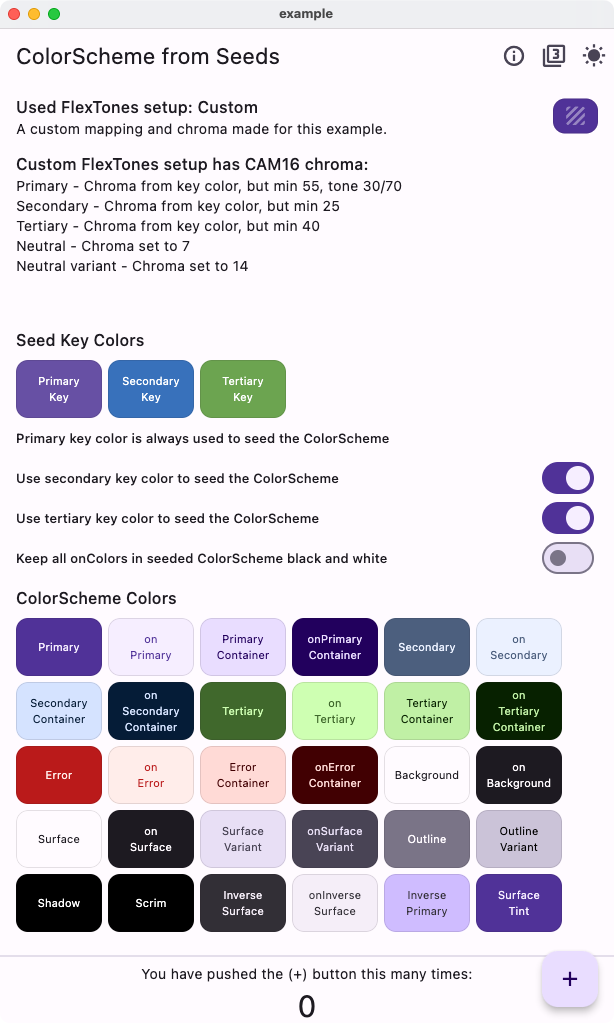 example
ColorScheme from Seeds
3
Used FlexTones setup: Custom
A custom mapping and chroma made for this example.
Custom FlexTones setup has CAM16 chroma:
Primary - Chroma from key color, but min 55, tone 30/70
Secondary - Chroma from key color, but min 25
Tertiary - Chroma from key color, but min 40
Neutral - Chroma set to 7
Neutral variant - Chroma set to 14
Seed Key Colors
Primary
Key
Secondary
Key
Tertiary
Key
Primary key color is always used to seed the ColorScheme
Use secondary key color to seed the ColorScheme
Use tertiary key color to seed the ColorScheme
Keep all onColors in seeded ColorScheme black and white
ColorScheme Colors
Primary
on
Primary
Primary
Container
onPrimary
Container
Secondary
on
Secondary
Secondary
Container
on
Secondary
Container
Tertiary
on
Tertiary
Tertiary
Container
on
Tertiary
Container
Error
on
Error
Error
Container
onError
Container
Background
on
Background
Surface
on
Surface
Surface
Variant
onSurface
Variant
Outline
Outline
Variant
Shadow
Scrim
Inverse
Surface
onInverse
Surface
Inverse
Primary
Surface
Tint
You have pushed the (+) button this many times:
0
+